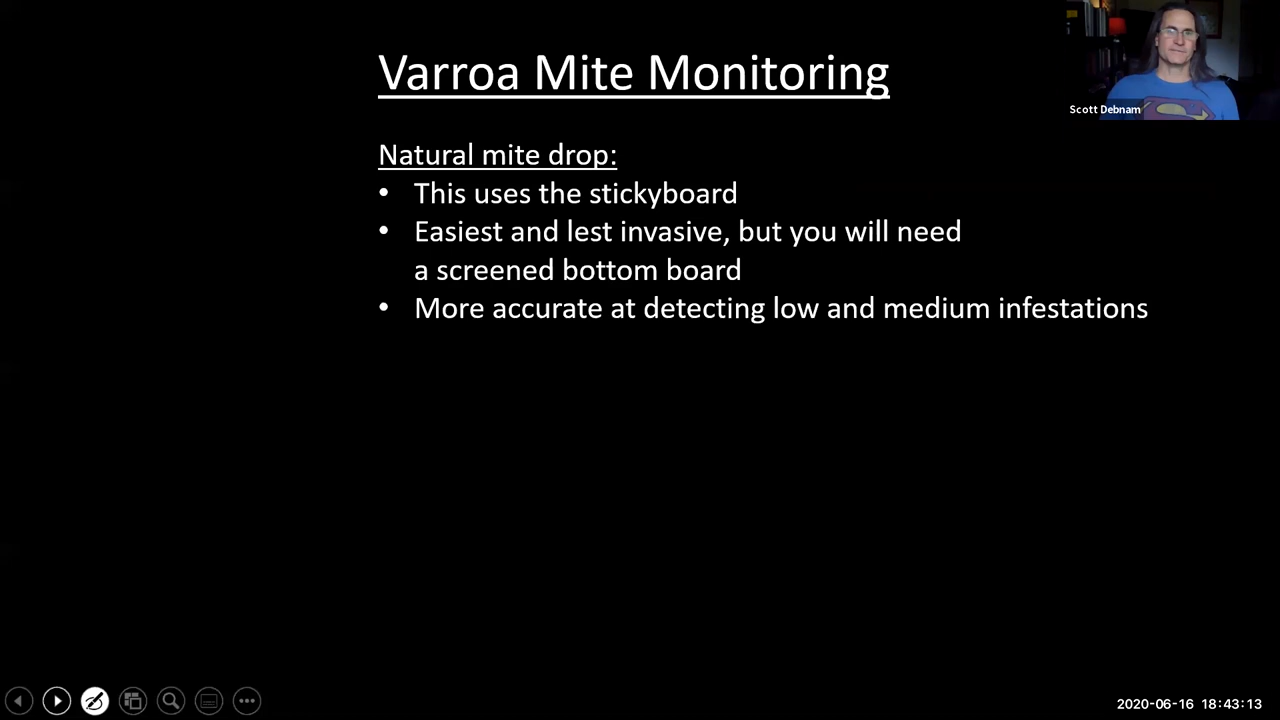 Varroa Mite Monitoring
Scott Debnam
Natural mite drop:
• This uses the stickyboard
• Easiest and lest invasive, but you will need
a screened bottom board
• More accurate at detecting low and medium infestations
2020-06-16 18:43:13